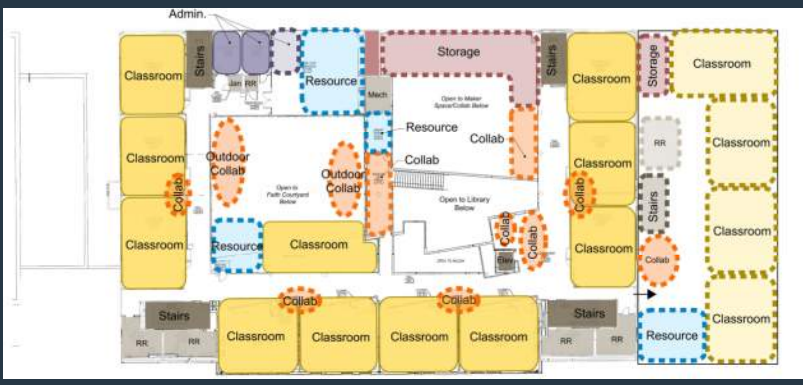 Admin.
Classroom
Stairs
Jan
RR
Resource
Storage
Mech
Open to Maker
Space/Collab Below
Stairs
Classroom
Storage
Classroom
Resource
Collab
Collab
Classroom
Outdoor
Collab
Open to
Faith Courtyard
Below
Outdoor
Collab
Classroom
RR
Classroom
Collab
Open to Library
Below
Collab
Stairs
Classroom
Classroom
Resource
Classroom
Collab
Collab
Elev
Classroom
Collab
Collab
Collab
Stairs
RR
RR
Classroom
Classroom
Classroom
Classroom
Stairs
RR
RR
Resource
Classroom